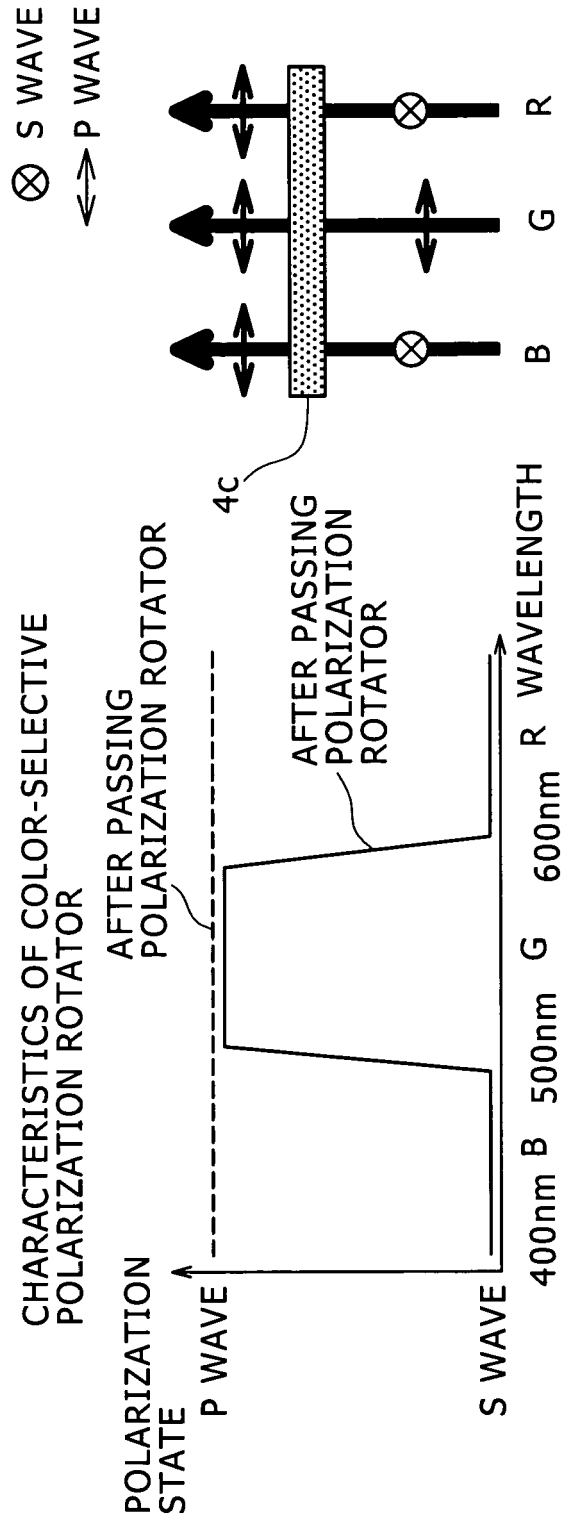 CHARACTERISTICS OF COLOR-SELECTIVE
POLARIZATION ROTATOR
POLARIZATION
STATE
P WAVE
S WAVE
AFTER PASSING
POLARIZATION ROTATOR
AFTER PASSING
POLARIZATION
ROTATOR
400nm B 500nm G 600nm R WAVELENGTH
S WAVE
P WAVE
4c
B G R